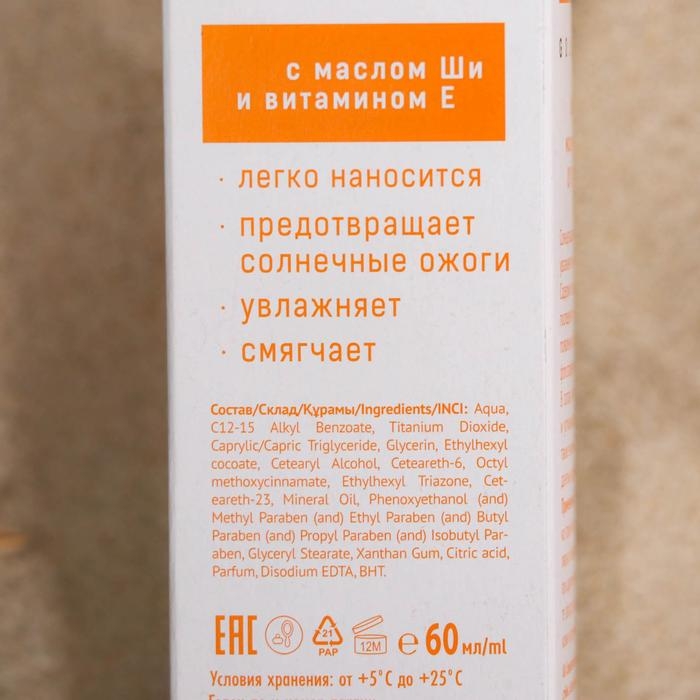 с маслом Ши
и витамином Е
· легко наносится
· предотвращает
солнечные ожоги
· увлажняет
· смягчает
Состав/Склад/Құрамы/Ingredients/INCI: Aqua,
C12-15 Alkyl Benzoate, Titanium Dioxide,
Caprylic/Capric Triglyceride, Glycerin, Ethylhexyl
cocoate, Cetearyl Alcohol, Ceteareth-6, Octyl
methoxycinnamate, Ethylhexyl Triazone, Cet-
eareth-23, Mineral Oil, Phenoxyethanol (and)
Methyl Paraben (and) Ethyl Paraben (and) Butyl
Paraben (and) Propyl Paraben (and) Isobutyl Par-
aben, Glyceryl Stearate, Xanthan Gum, Citric acid,
Parfum, Disodium EDTA, BHT.
EAC 21 PAP 12M ℮ 60 мл/ml
Условия хранения: от +5°C до +25°C